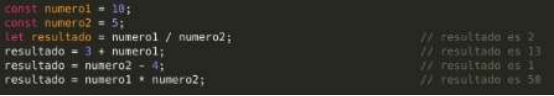 const numero1 = 10;
const numero2 = 5;
let resultado = numero1 / numero2; // resultado es 2
resultado = 3 + numero1; // resultado es 13
resultado = numero2 - 4; // resultado es 1
resultado = numero1 * numero2; // resultado es 50